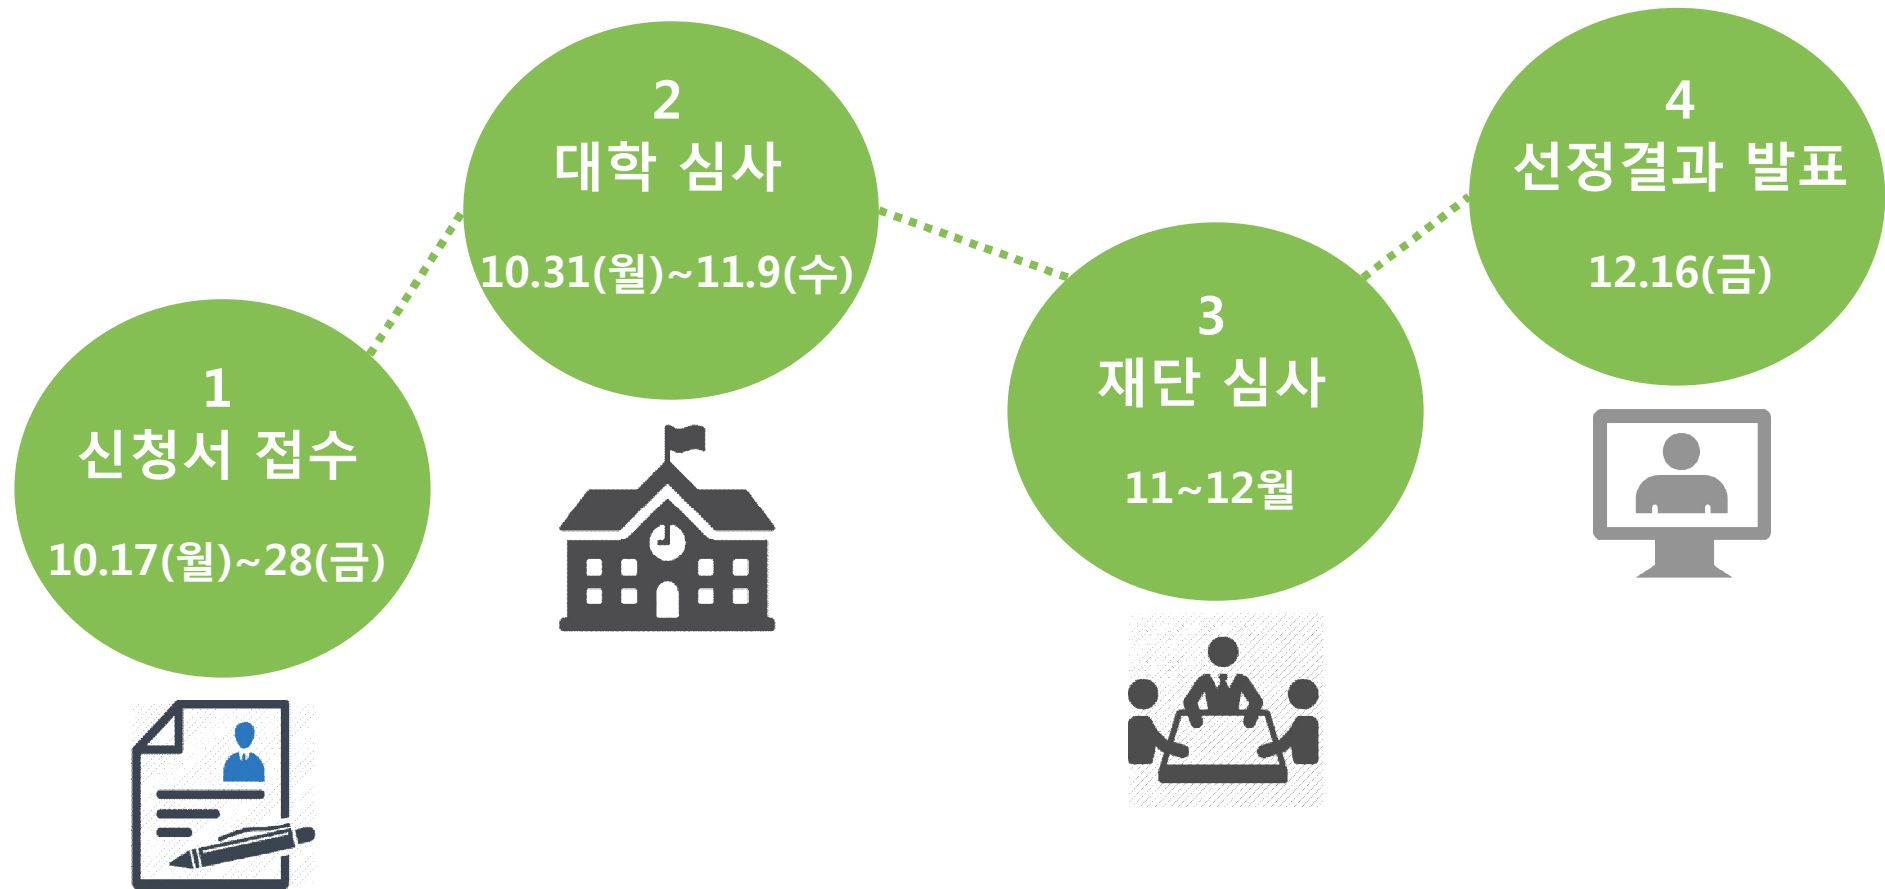 1
신청서 접수
10.17(월)~28(금)
2
대학 심사
10.31(월)~11.9(수)
3
재단 심사
11~12월
4
선정결과 발표
12.16(금)